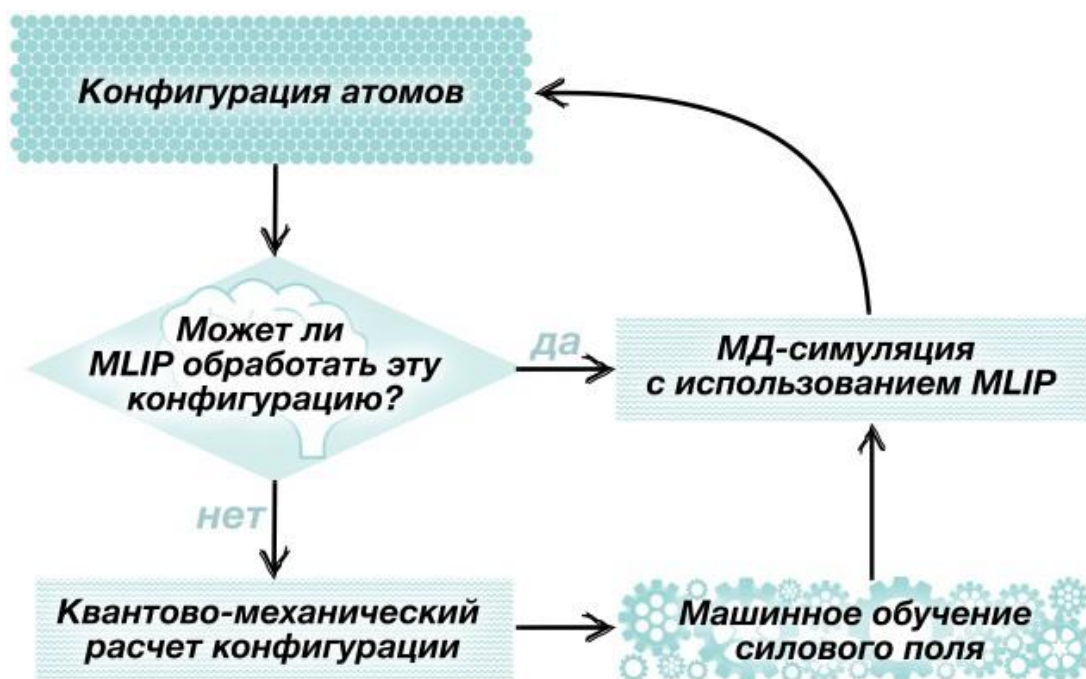 Конфигурация атомов
Может ли
MLIP обработать эту
конфигурацию?
да
МД-симуляция
с использованием MLIP
нет
Квантово-механический
расчет конфигурации
Машинное обучение
силового поля